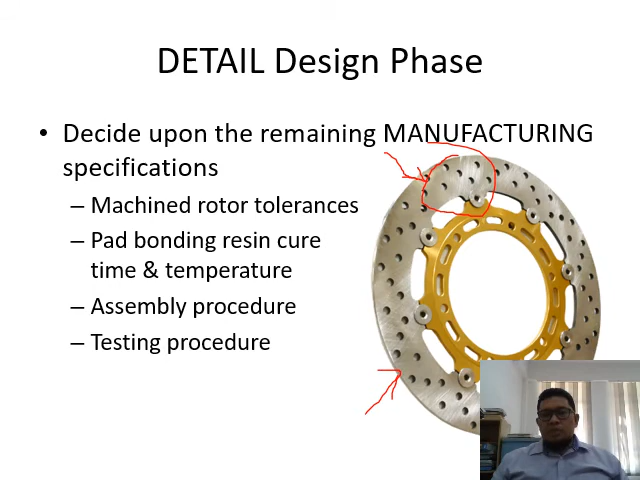 DETAIL Design Phase
• Decide upon the remaining MANUFACTURING
specifications
– Machined rotor tolerances
– Pad bonding resin cure
time & temperature
– Assembly procedure
– Testing procedure